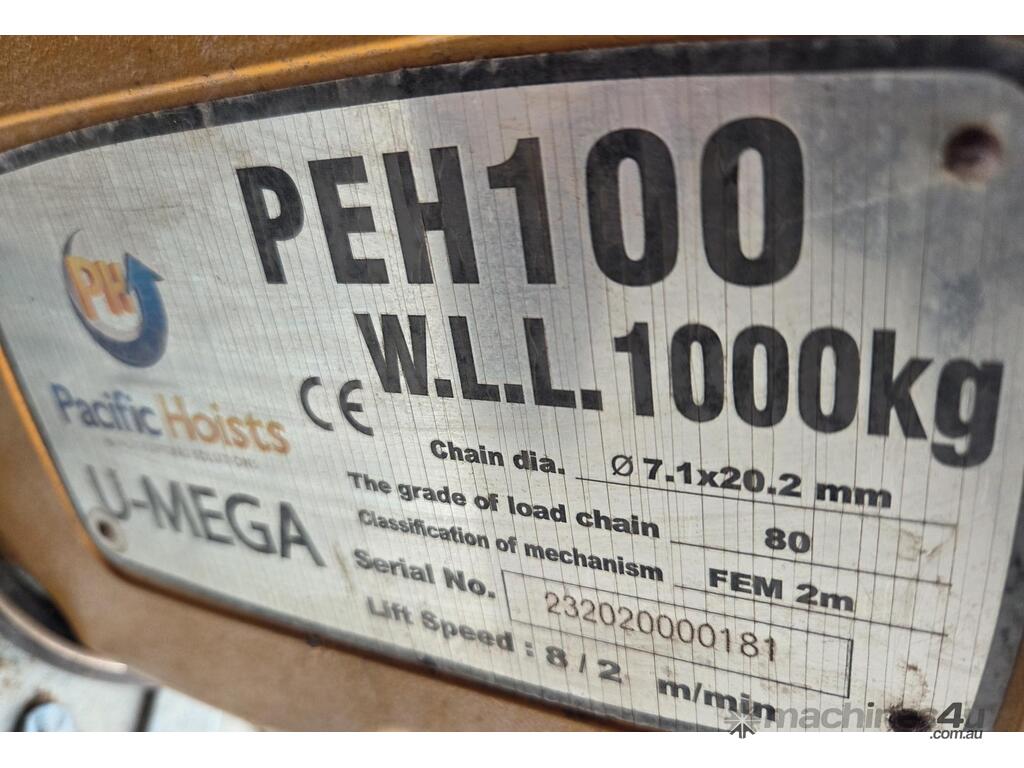 PEH100
W.L.L. 1000kg
PH
Pacific Hoists
CE
U-MEGA
Chain dia. Ø 7.1x20.2 mm
The grade of load chain 80
Classification of mechanism FEM 2m
Serial No. 232020000181
Lift Speed : 8 / 2 m/min
machines4u
.com.au